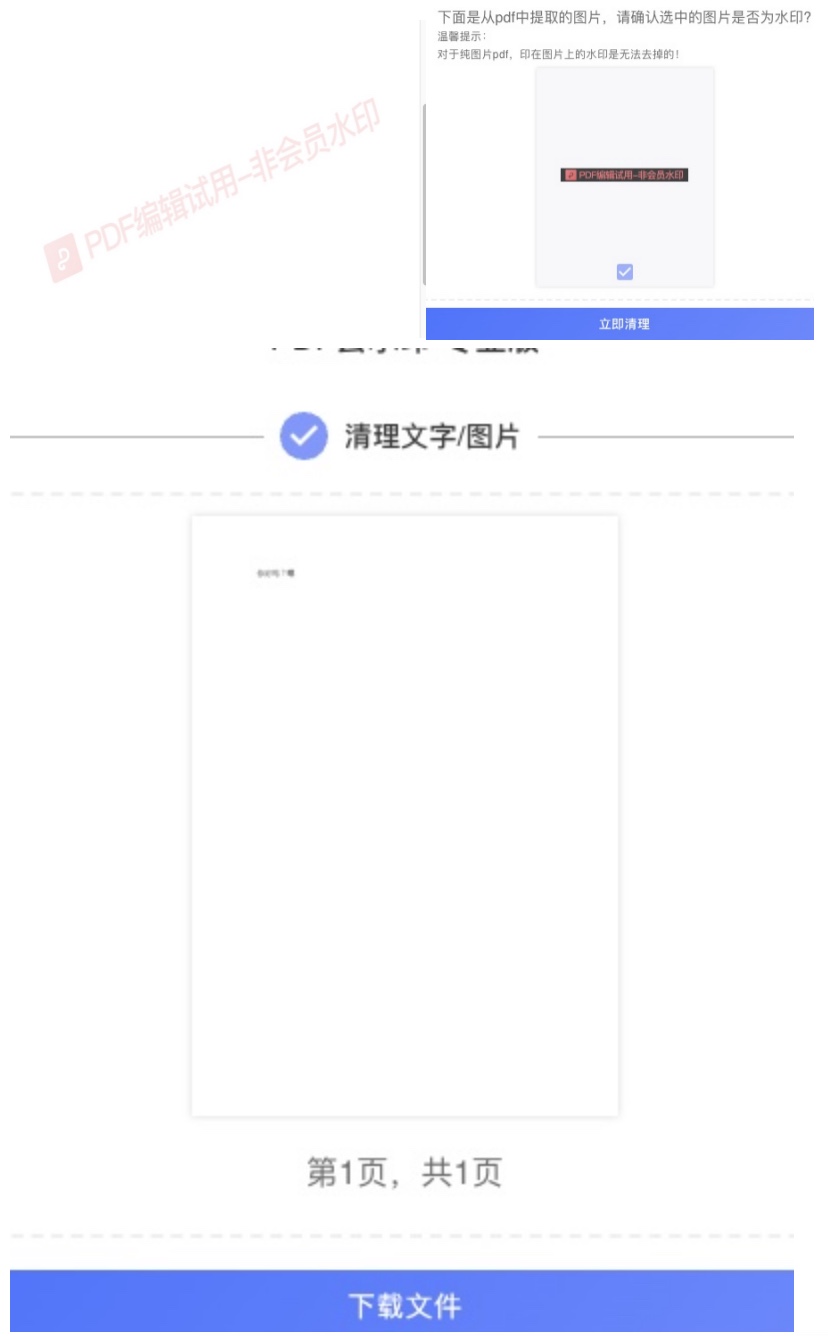 下面是从pdf中提取的图片，请确认选中的图片是否为水印?
温馨提示：
对于纯图片pdf，印在图片上的水印是无法去掉的！
PDF编辑试用-非会员水印
PDF编辑试用-非会员水印
立即清理
清理文字/图片
第1页，共1页
下载文件